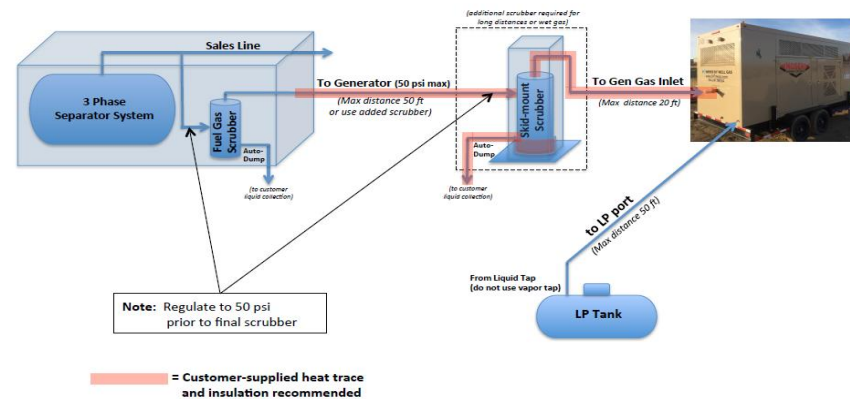 (additional scrubber required for
long distances or wet gas)
Sales Line
3 Phase
Separator System
Fuel Gas
Scrubber
Auto-
Dump
(to customer
liquid collection)
To Generator (50 psi max)
(Max distance 50 ft
or use added scrubber)
Skid-mount
Scrubber
Auto-
Dump
(to customer
liquid collection)
To Gen Gas Inlet
(Max distance 20 ft)
to LP port
(Max distance 50 ft)
From Liquid Tap
(do not use vapor tap)
LP Tank
Note: Regulate to 50 psi
prior to final scrubber
= Customer-supplied heat trace
and insulation recommended